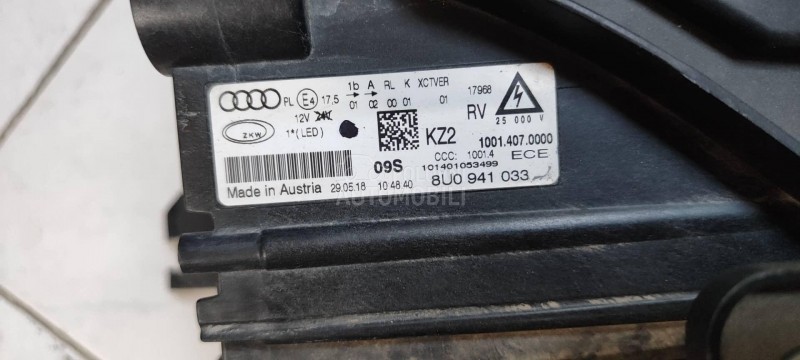 1b A RL K XCTVER
PL E4 17,5 01 02 00 01 01 17968
12V RV 25 000 V
ZKW 1*(LED) KZ2 1001.407.0000
09S CCC: 1001.4 ECE
101401053499
Made in Austria 29.05.18 10:48:40 8U0 941 033
AUTOMOBILI